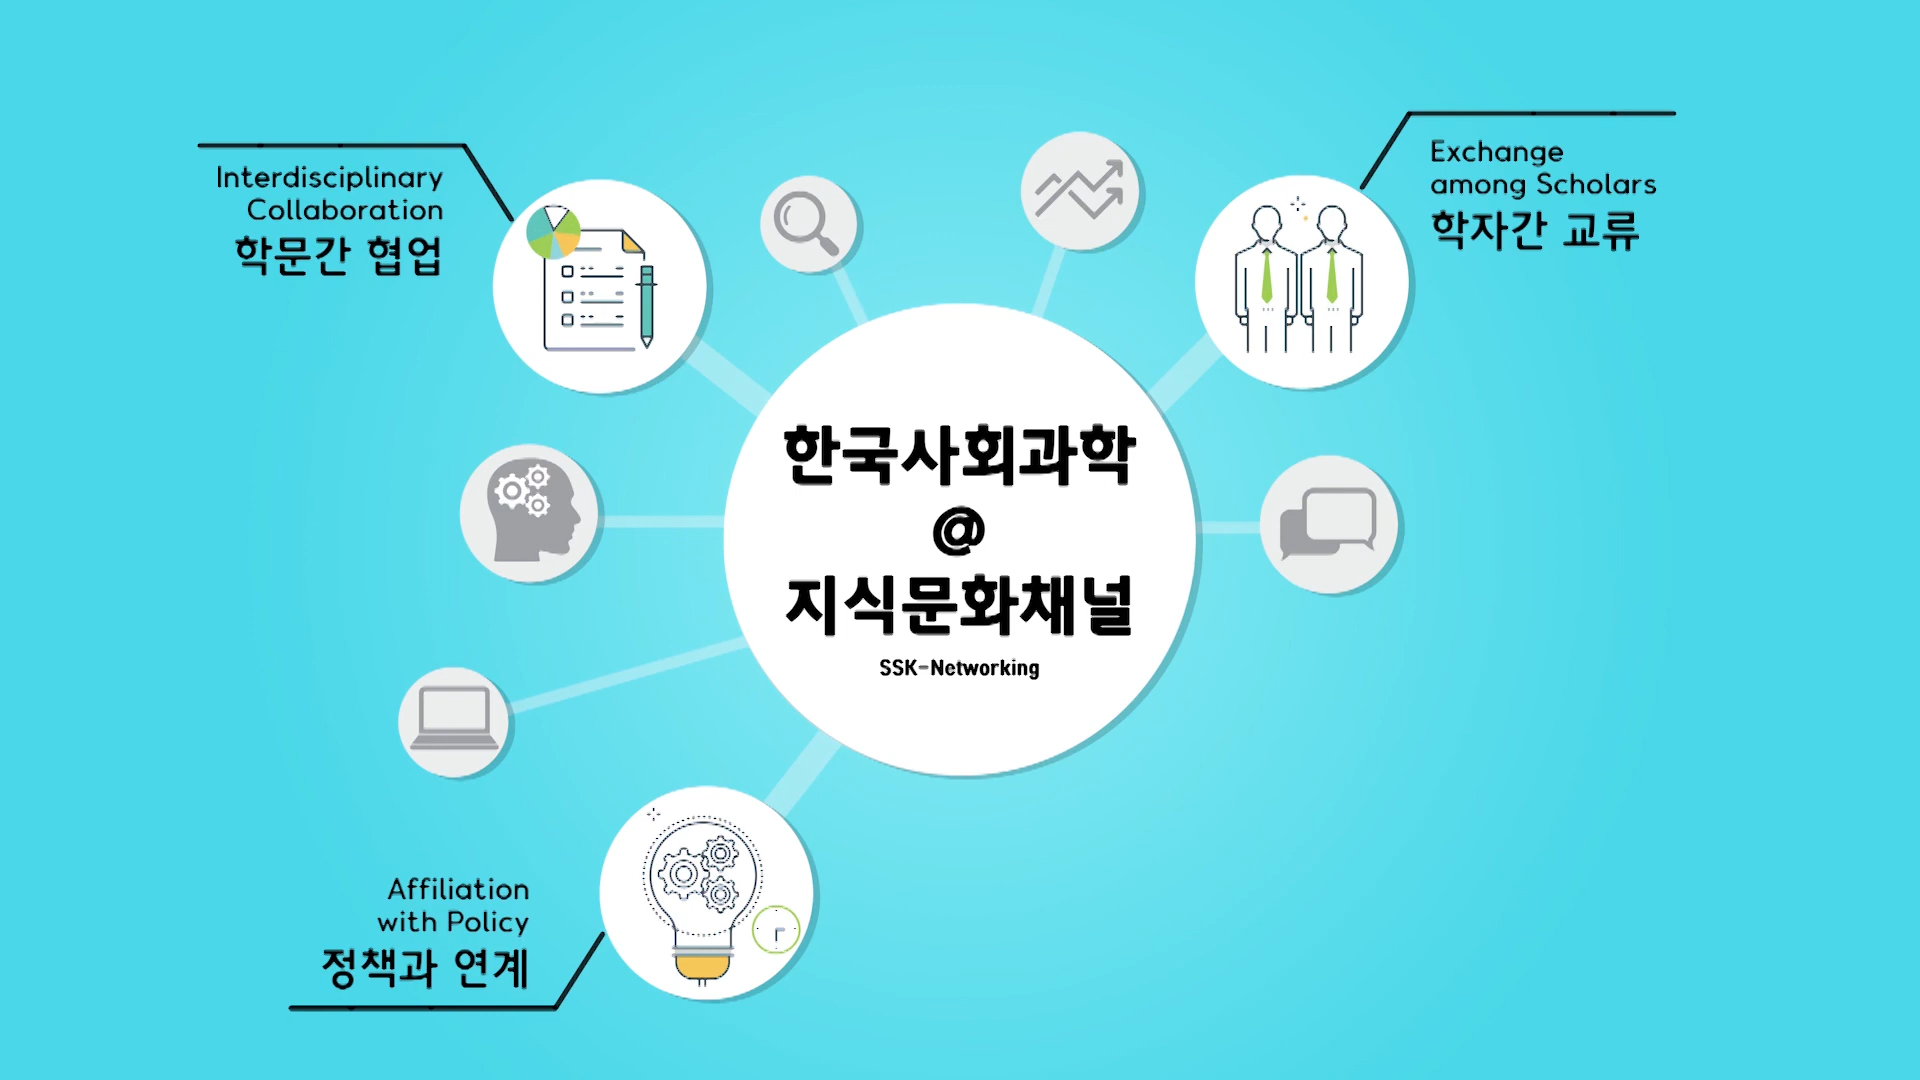 Interdisciplinary
Collaboration
학문간 협업
Exchange
among Scholars
학자간 교류
한국사회과학
@
지식문화채널
SSK-Networking
Affiliation
with Policy
정책과 연계